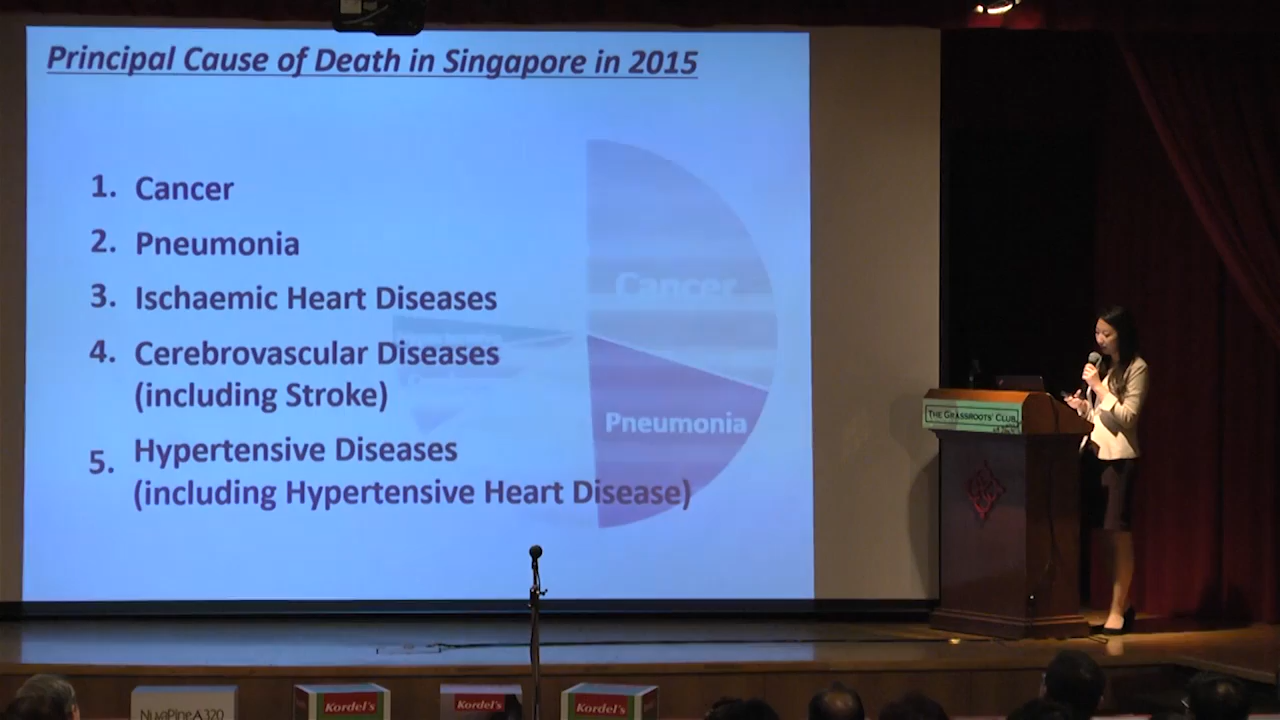 Principal Cause of Death in Singapore in 2015
1. Cancer
2. Pneumonia
3. Ischaemic Heart Diseases
4. Cerebrovascular Diseases
(including Stroke)
5. Hypertensive Diseases
(including Hypertensive Heart Disease)
Cancer
Pneumonia
THE GRASSROOTS' CLUB
Kordel's
Kordel's
Kordel's